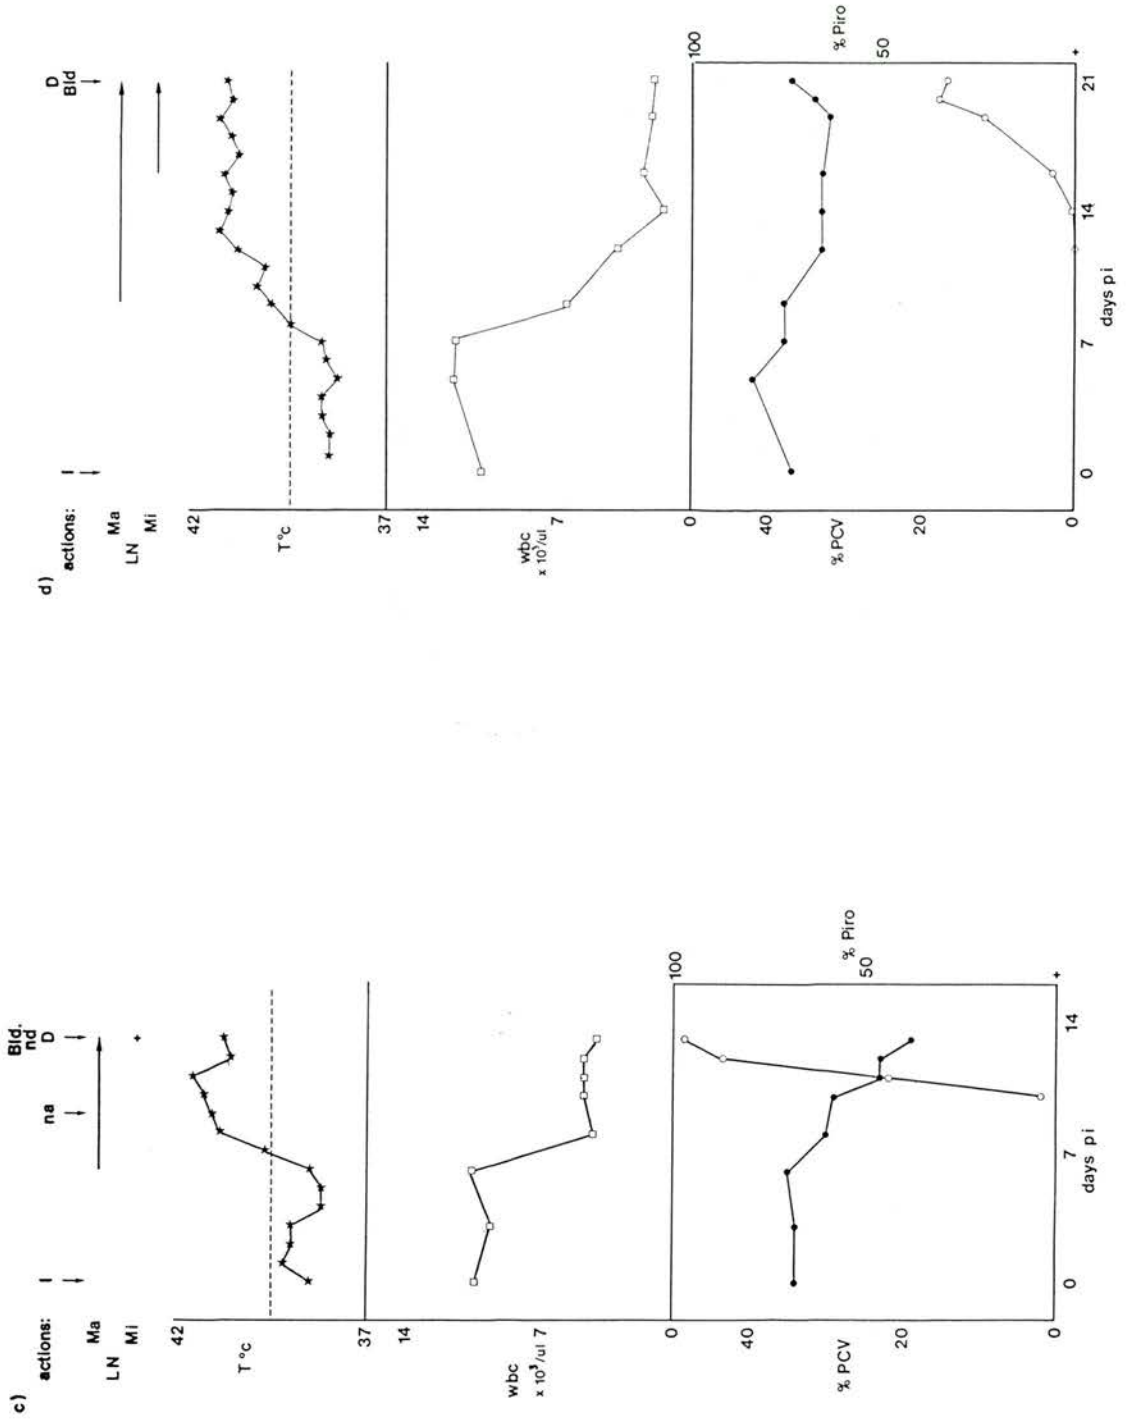 c)
Bld.
nd
actions: I na D
Ma
LN
Mi +
42
T°c
37
14
wbc
x 10³/ul 7
0
100
40
% Piro
50
% PCV
20
0
+
0 7 14
days pi
d)
D
actions: I Bld
Ma
LN
Mi
42
T°c
37
14
wbc
x 10³/ul 7
0
100
40
% Piro
50
% PCV
20
0
+
0 7 14 21
days pi